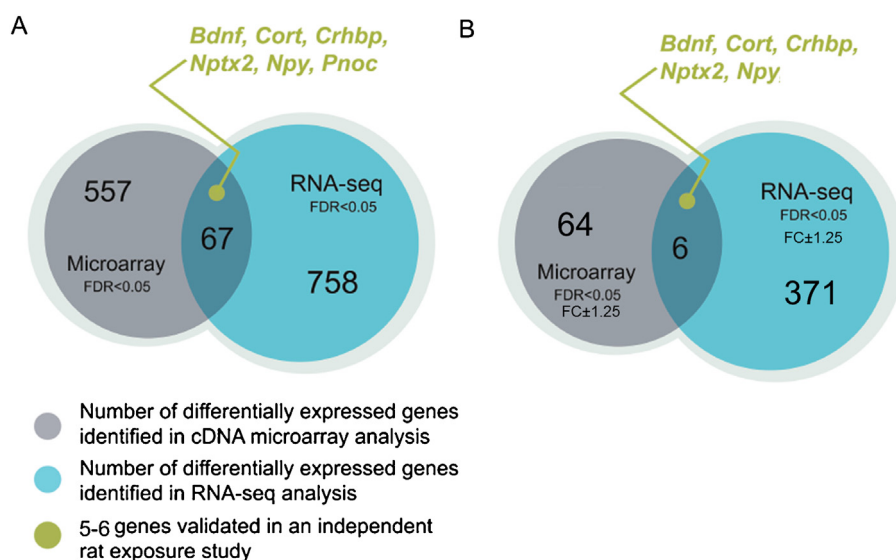 A
Bdnf, Cort, Crhbp,
Nptx2, Npy, Pnoc
557
Microarray
FDR<0.05
67
RNA-seq
FDR<0.05
758
B
Bdnf, Cort, Crhbp,
Nptx2, Npy
64
Microarray
FDR<0.05
FC±1.25
6
RNA-seq
FDR<0.05
FC±1.25
371
Number of differentially expressed genes
identified in cDNA microarray analysis
Number of differentially expressed genes
identified in RNA-seq analysis
5-6 genes validated in an independent
rat exposure study